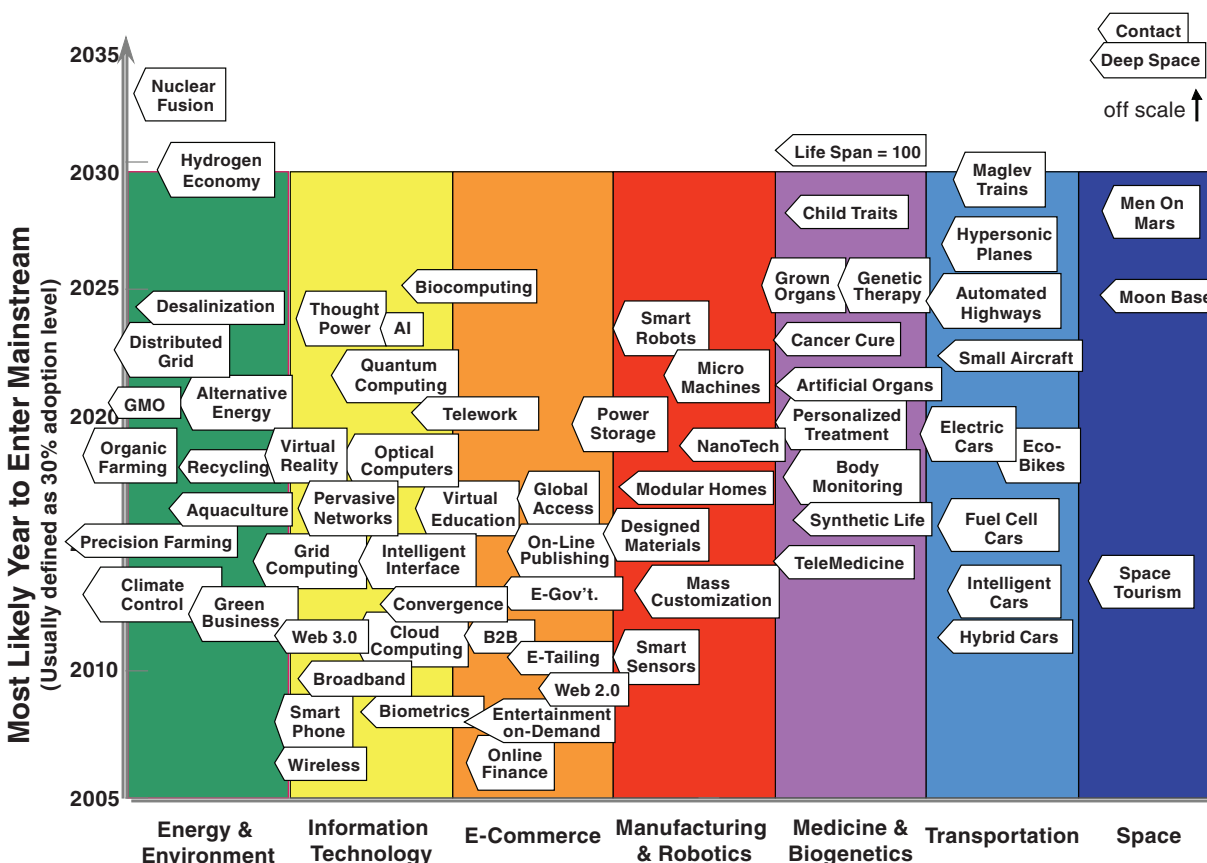 Contact
Deep Space
off scale
2035
2030
2025
2020
2010
2005
Most Likely Year to Enter Mainstream
(Usually defined as 30% adoption level)
Nuclear
Fusion
Hydrogen
Economy
Desalinization
Distributed
Grid
GMO
Alternative
Energy
Organic
Farming
Recycling
Aquaculture
Precision Farming
Climate
Control
Green
Business
Thought
Power
AI
Quantum
Computing
Virtual
Reality
Optical
Computers
Pervasive
Networks
Grid
Computing
Intelligent
Interface
Convergence
Web 3.0
Cloud
Computing
Broadband
Smart
Phone
Biometrics
Wireless
Biocomputing
Telework
Virtual
Education
Global
Access
On-Line
Publishing
E-Gov't.
B2B
E-Tailing
Web 2.0
Entertainment
on-Demand
Online
Finance
Smart
Robots
Micro
Machines
Power
Storage
NanoTech
Modular Homes
Designed
Materials
Mass
Customization
Smart
Sensors
Life Span = 100
Child Traits
Grown
Organs
Genetic
Therapy
Cancer Cure
Artificial Organs
Personalized
Treatment
Body
Monitoring
Synthetic Life
TeleMedicine
Maglev
Trains
Hypersonic
Planes
Automated
Highways
Small Aircraft
Electric
Cars
Eco-
Bikes
Fuel Cell
Cars
Intelligent
Cars
Hybrid Cars
Men On
Mars
Moon Base
Space
Tourism
Energy &
Environment
Information
Technology
E-Commerce
Manufacturing
& Robotics
Medicine &
Biogenetics
Transportation
Space